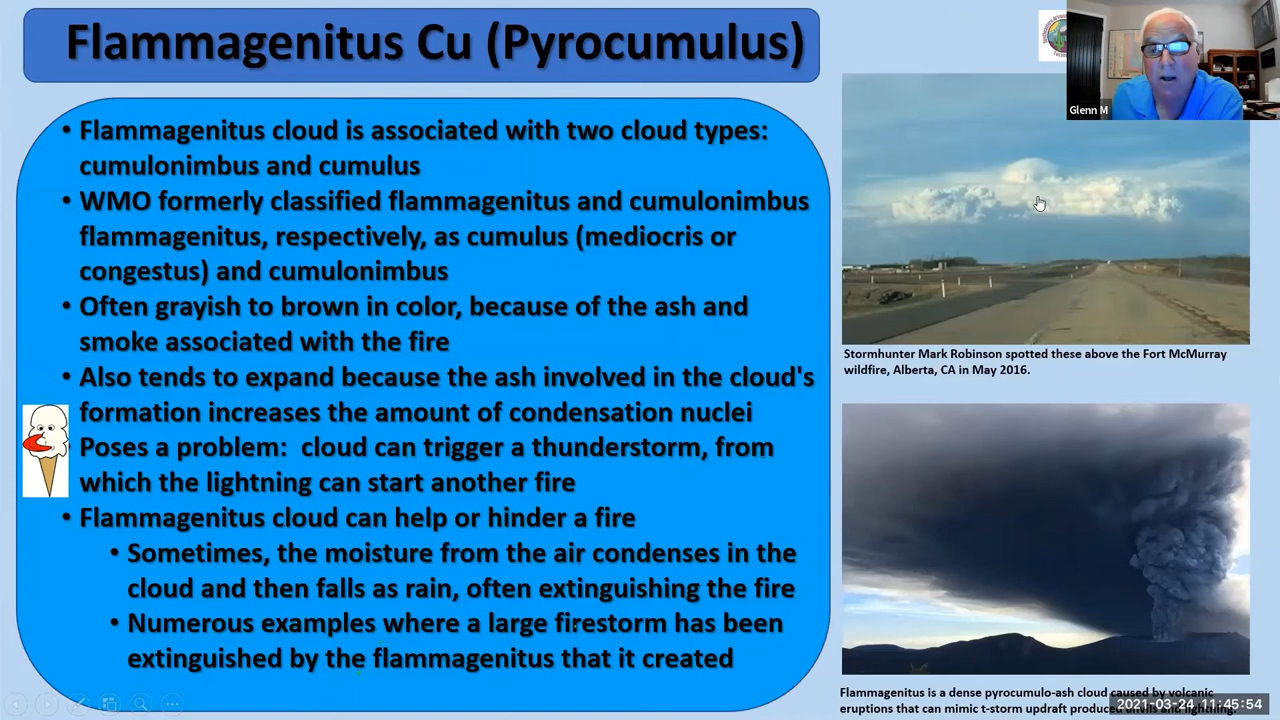 Flammagenitus Cu (Pyrocumulus)
• Flammagenitus cloud is associated with two cloud types:
cumulonimbus and cumulus
• WMO formerly classified flammagenitus and cumulonimbus
flammagenitus, respectively, as cumulus (mediocris or
congestus) and cumulonimbus
• Often grayish to brown in color, because of the ash and
smoke associated with the fire
• Also tends to expand because the ash involved in the cloud's
formation increases the amount of condensation nuclei
Poses a problem: cloud can trigger a thunderstorm, from
which the lightning can start another fire
• Flammagenitus cloud can help or hinder a fire
• Sometimes, the moisture from the air condenses in the
cloud and then falls as rain, often extinguishing the fire
• Numerous examples where a large firestorm has been
extinguished by the flammagenitus that it created
Glenn M
Stormhunter Mark Robinson spotted these above the Fort McMurray
wildfire, Alberta, CA in May 2016.
Flammagenitus is a dense pyrocumulo-ash cloud caused by volcanic
eruptions that can mimic t-storm updraft produced anvils and lightning.
2021-03-24 11:45:54